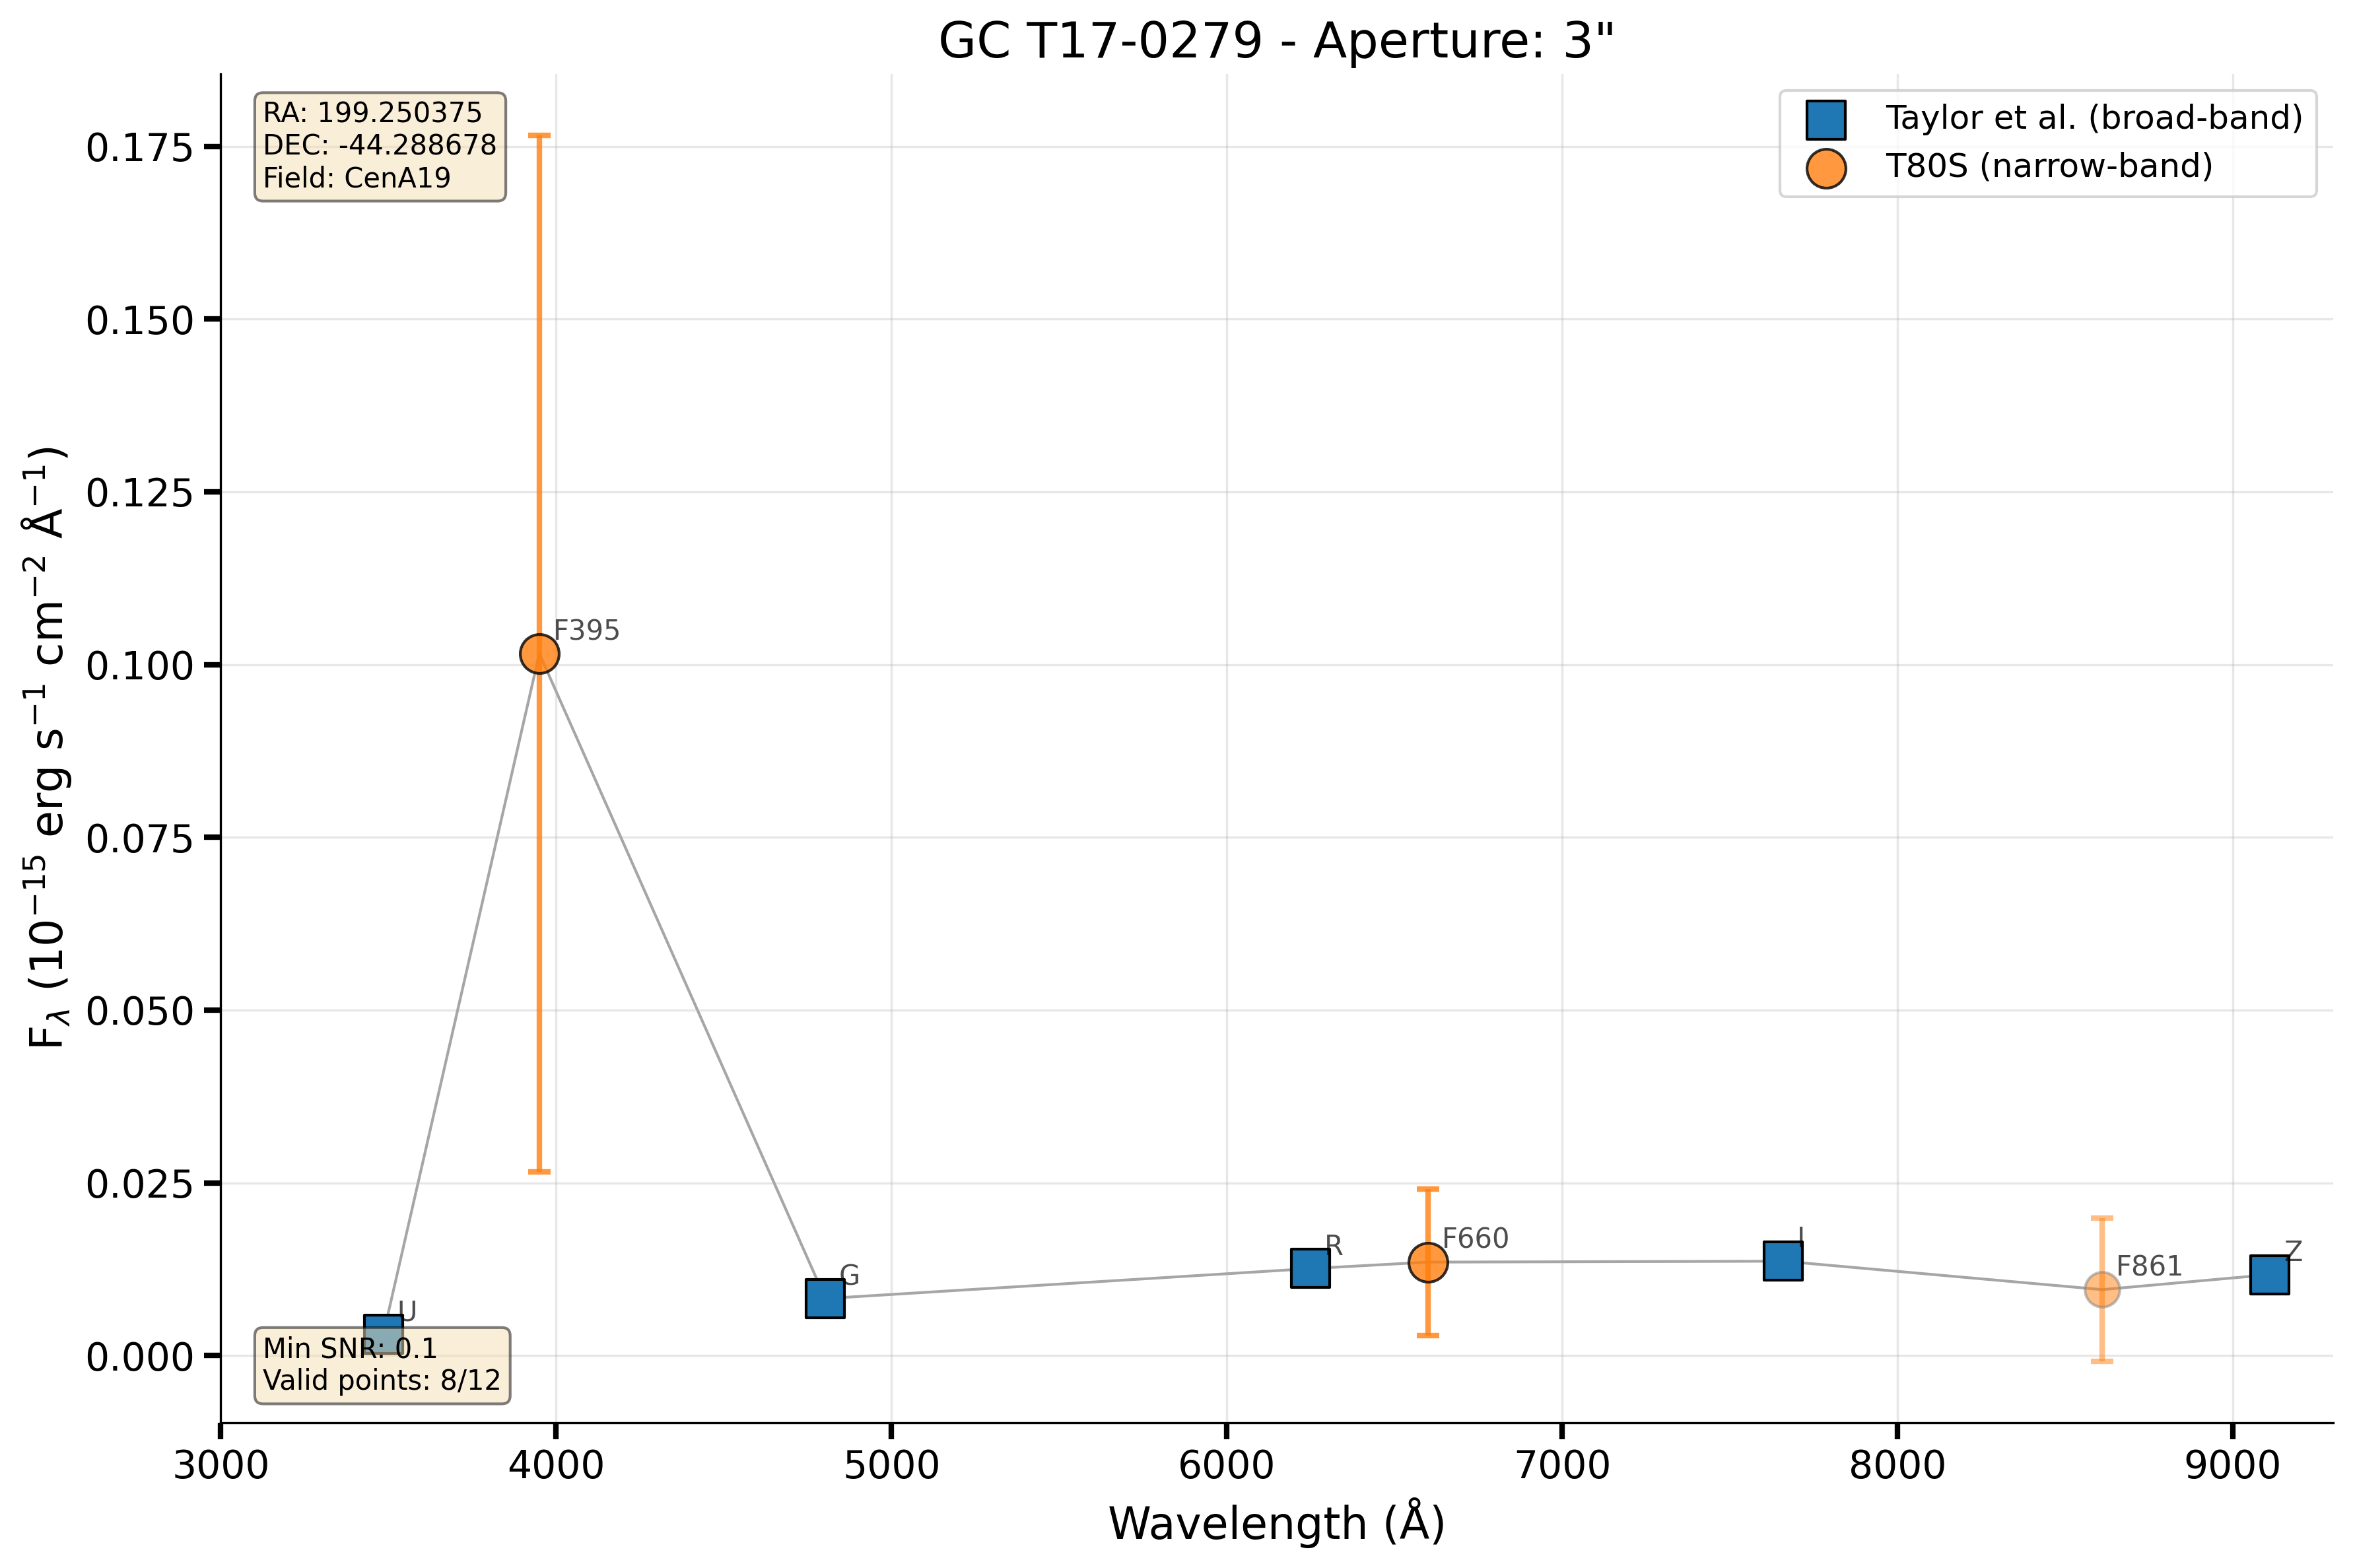 GC T17-0279 - Aperture: 3"
RA: 199.250375
DEC: -44.288678
Field: CenA19
Taylor et al. (broad-band)
T80S (narrow-band)
F_λ (10⁻¹⁵ erg s⁻¹ cm⁻² Å⁻¹)
0.175
0.150
0.125
0.100
0.075
0.050
0.025
0.000
F395
U
G
R
F660
I
F861
Z
Min SNR: 0.1
Valid points: 8/12
3000 4000 5000 6000 7000 8000 9000
Wavelength (Å)